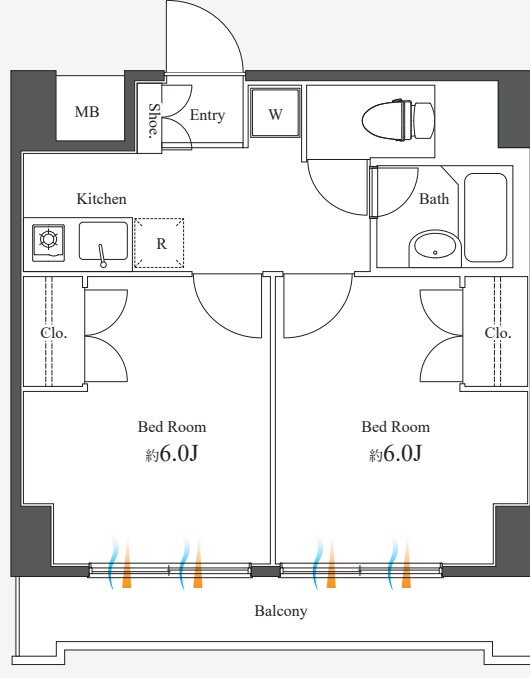 MB
Shoe.
Entry
W
Kitchen
Bath
R
Clo.
Clo.
Bed Room
約6.0J
Bed Room
約6.0J
Balcony